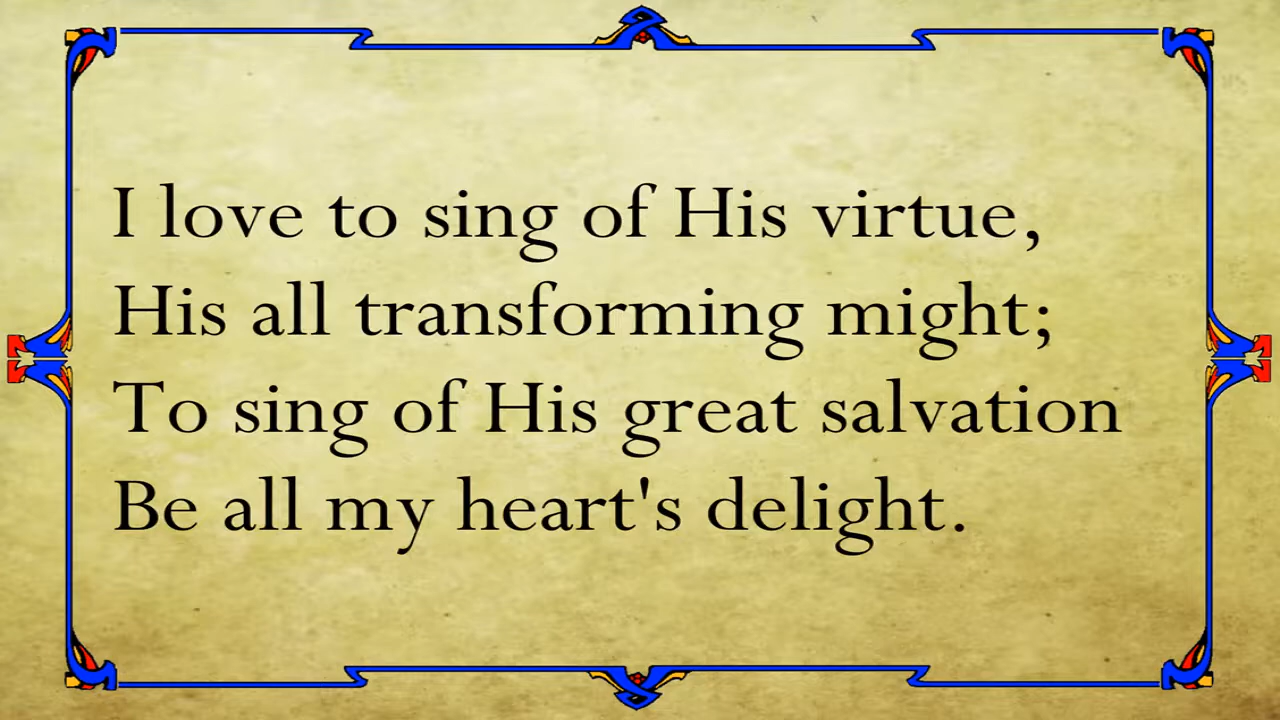 I love to sing of His virtue,
His all transforming might;
To sing of His great salvation
Be all my heart's delight.